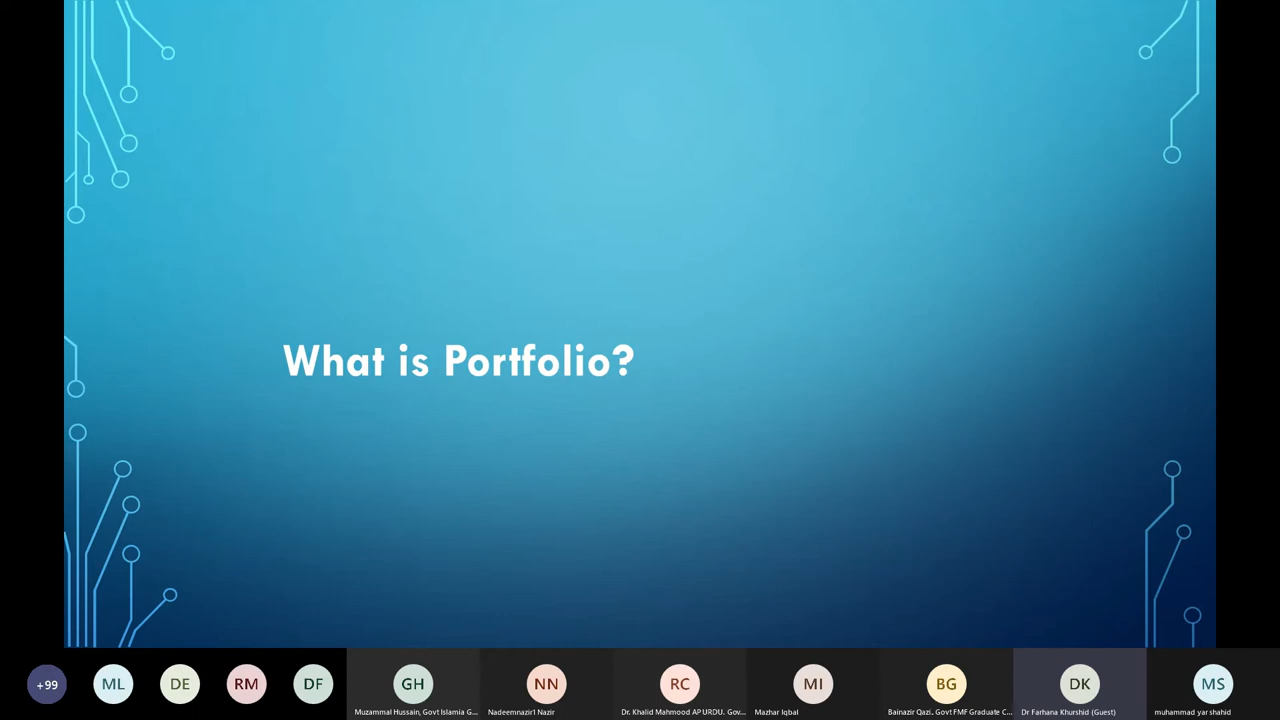 What is Portfolio?
+99
ML
DE
RM
DF
GH
NN
RC
MI
BG
DK
MS
Muzammal Hussain, Govt Islamia G...
Nadeemnazir1 Nazir
Dr. Khalid Mahmood AP URDU. Gov...
Mazhar Iqbal
Bainazir Qazi. Govt FMF Graduate C...
Dr Farhana Khurshid (Guest)
muhammad yar shahid